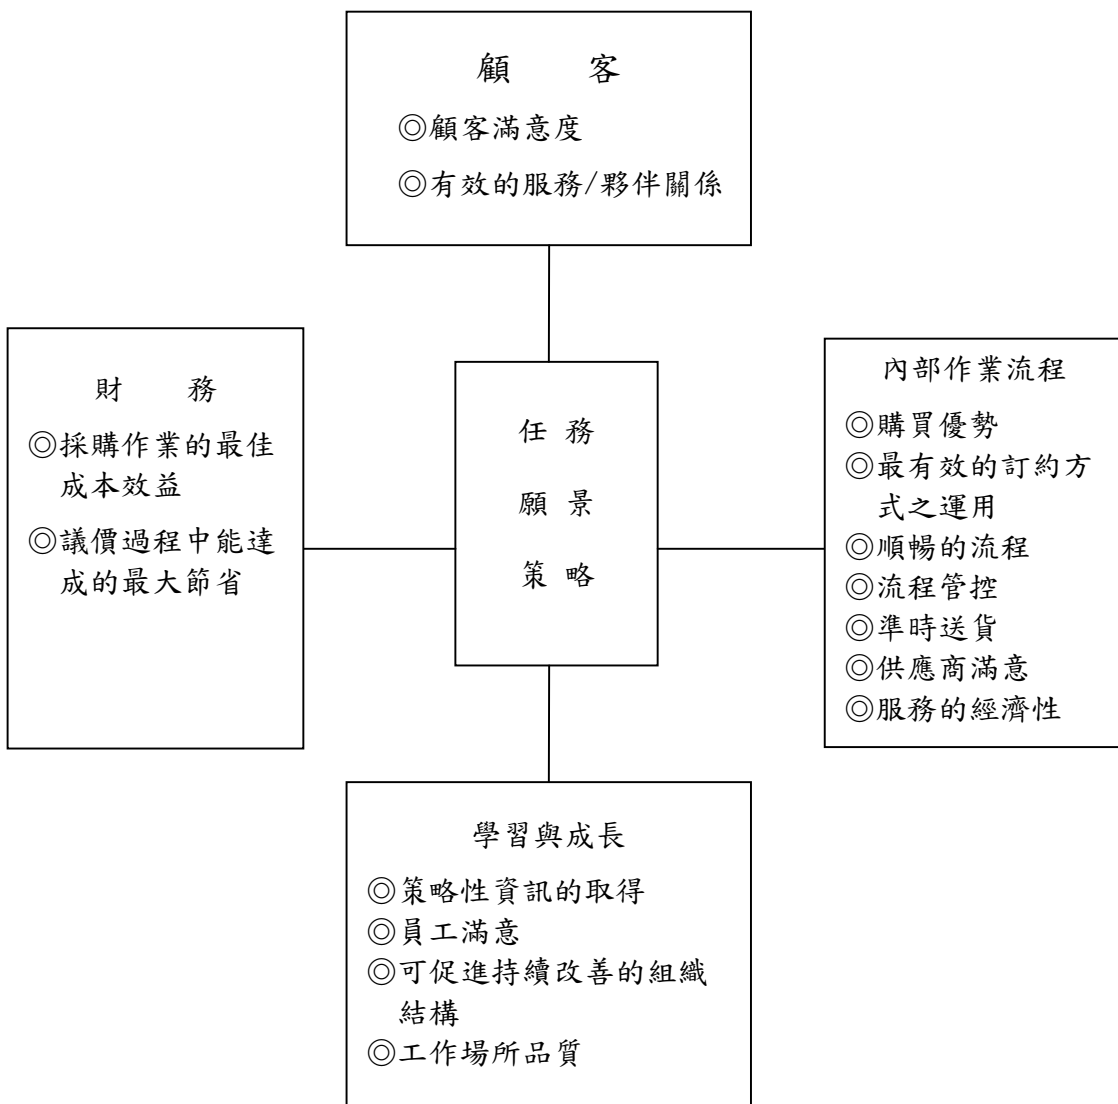 顧 客
◎顧客滿意度
◎有效的服務/夥伴關係
財 務
◎採購作業的最佳
成本效益
◎議價過程中能達
成的最大節省
任 務
願 景
策 略
內部作業流程
◎購買優勢
◎最有效的訂約方
式之運用
◎順暢的流程
◎流程管控
◎準時送貨
◎供應商滿意
◎服務的經濟性
學習與成長
◎策略性資訊的取得
◎員工滿意
◎可促進持續改善的組織
結構
◎工作場所品質